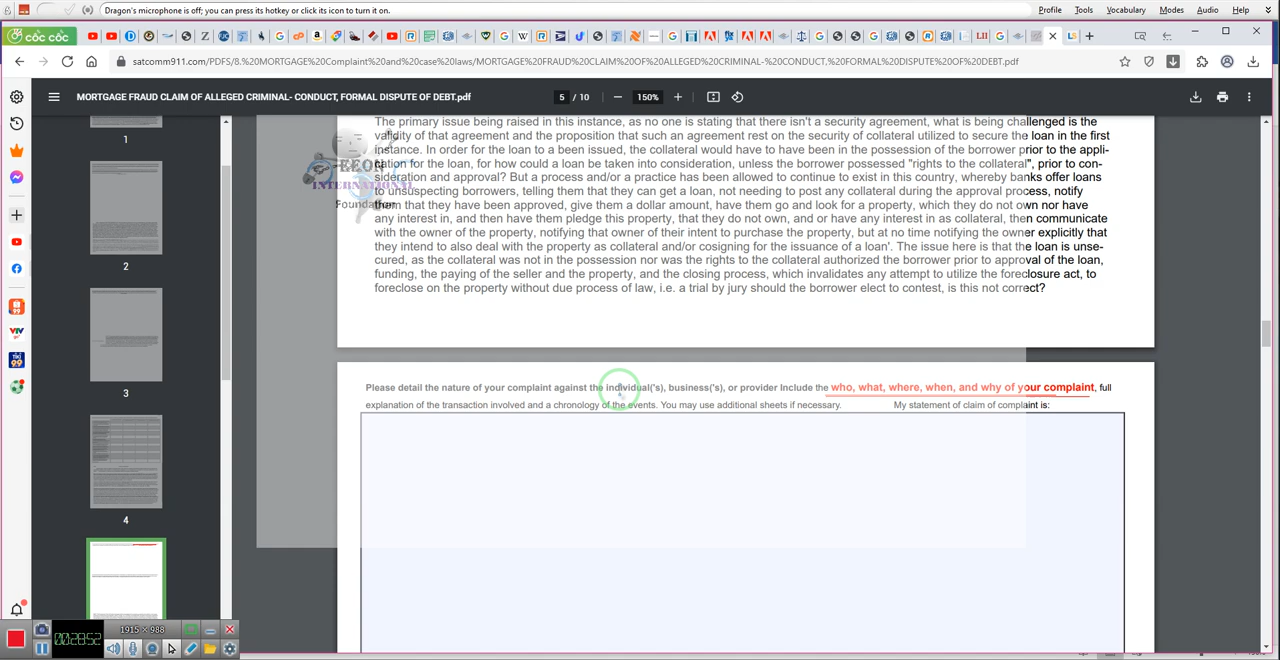 Dragon's microphone is off; you can press its hotkey or click its icon to turn it on.
Profile Tools Vocabulary Modes Audio Help
cốc cốc
satcomm911.com/PDFS/8.%20MORTGAGE%20Complaint%20and%20case%20laws/MORTGAGE%20FRAUD%20CLAIM%20OF%20ALLEGED%20CRIMINAL-%20CONDUCT,%20FORMAL%20DISPUTE%20OF%20DEBT.pdf
MORTGAGE FRAUD CLAIM OF ALLEGED CRIMINAL- CONDUCT, FORMAL DISPUTE OF DEBT.pdf
5 / 10
150%
The primary issue being raised in this instance, as no one is stating that there isn't a security agreement, what is being challenged is the
validity of that agreement and the proposition that such an agreement rest on the security of collateral utilized to secure the loan in the first
instance. In order for the loan to a been issued, the collateral would have to have been in the possession of the borrower prior to the appli-
cation for the loan, for how could a loan be taken into consideration, unless the borrower possessed "rights to the collateral", prior to con-
sideration and approval? But a process and/or a practice has been allowed to continue to exist in this country, whereby banks offer loans
to unsuspecting borrowers, telling them that they can get a loan, not needing to post any collateral during the approval process, notify
them that they have been approved, give them a dollar amount, have them go and look for a property, which they do not own nor have
any interest in, and then have them pledge this property, that they do not own, and or have any interest in as collateral, then communicate
with the owner of the property, notifying that owner of their intent to purchase the property, but at no time notifying the owner explicitly that
they intend to also deal with the property as collateral and/or cosigning for the issuance of a loan'. The issue here is that the loan is unse-
cured, as the collateral was not in the possession nor was the rights to the collateral authorized the borrower prior to approval of the loan,
funding, the paying of the seller and the property, and the closing process, which invalidates any attempt to utilize the foreclosure act, to
foreclose on the property without due process of law, i.e. a trial by jury should the borrower elect to contest, is this not correct?
EEON
INTERNATIONAL
Foundation
Please detail the nature of your complaint against the individual('s), business('s), or provider Include the who, what, where, when, and why of your complaint, full
explanation of the transaction involved and a chronology of the events. You may use additional sheets if necessary. My statement of claim of complaint is:
1
2
3
4
1915 x 988
00:28:52